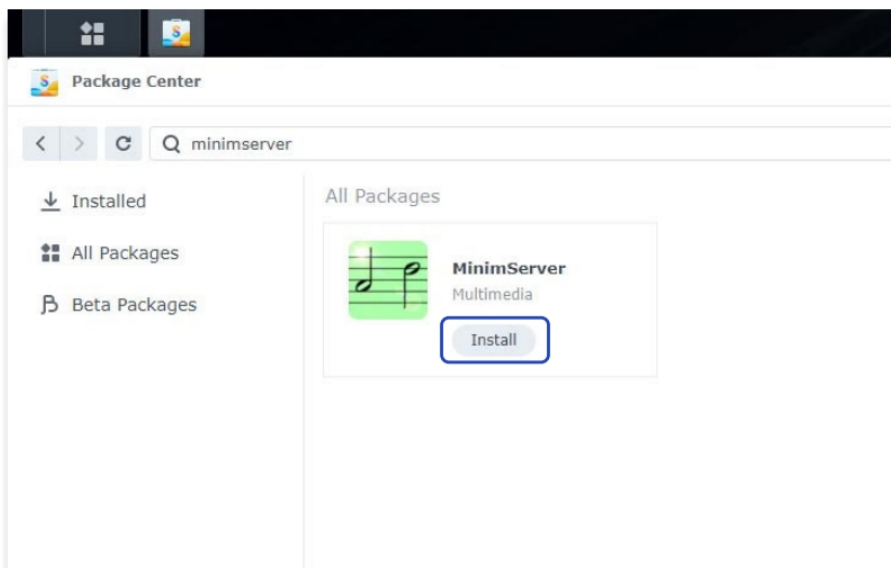 Package Center
minimserver
Installed
All Packages
Beta Packages
All Packages
MinimServer
Multimedia
Install